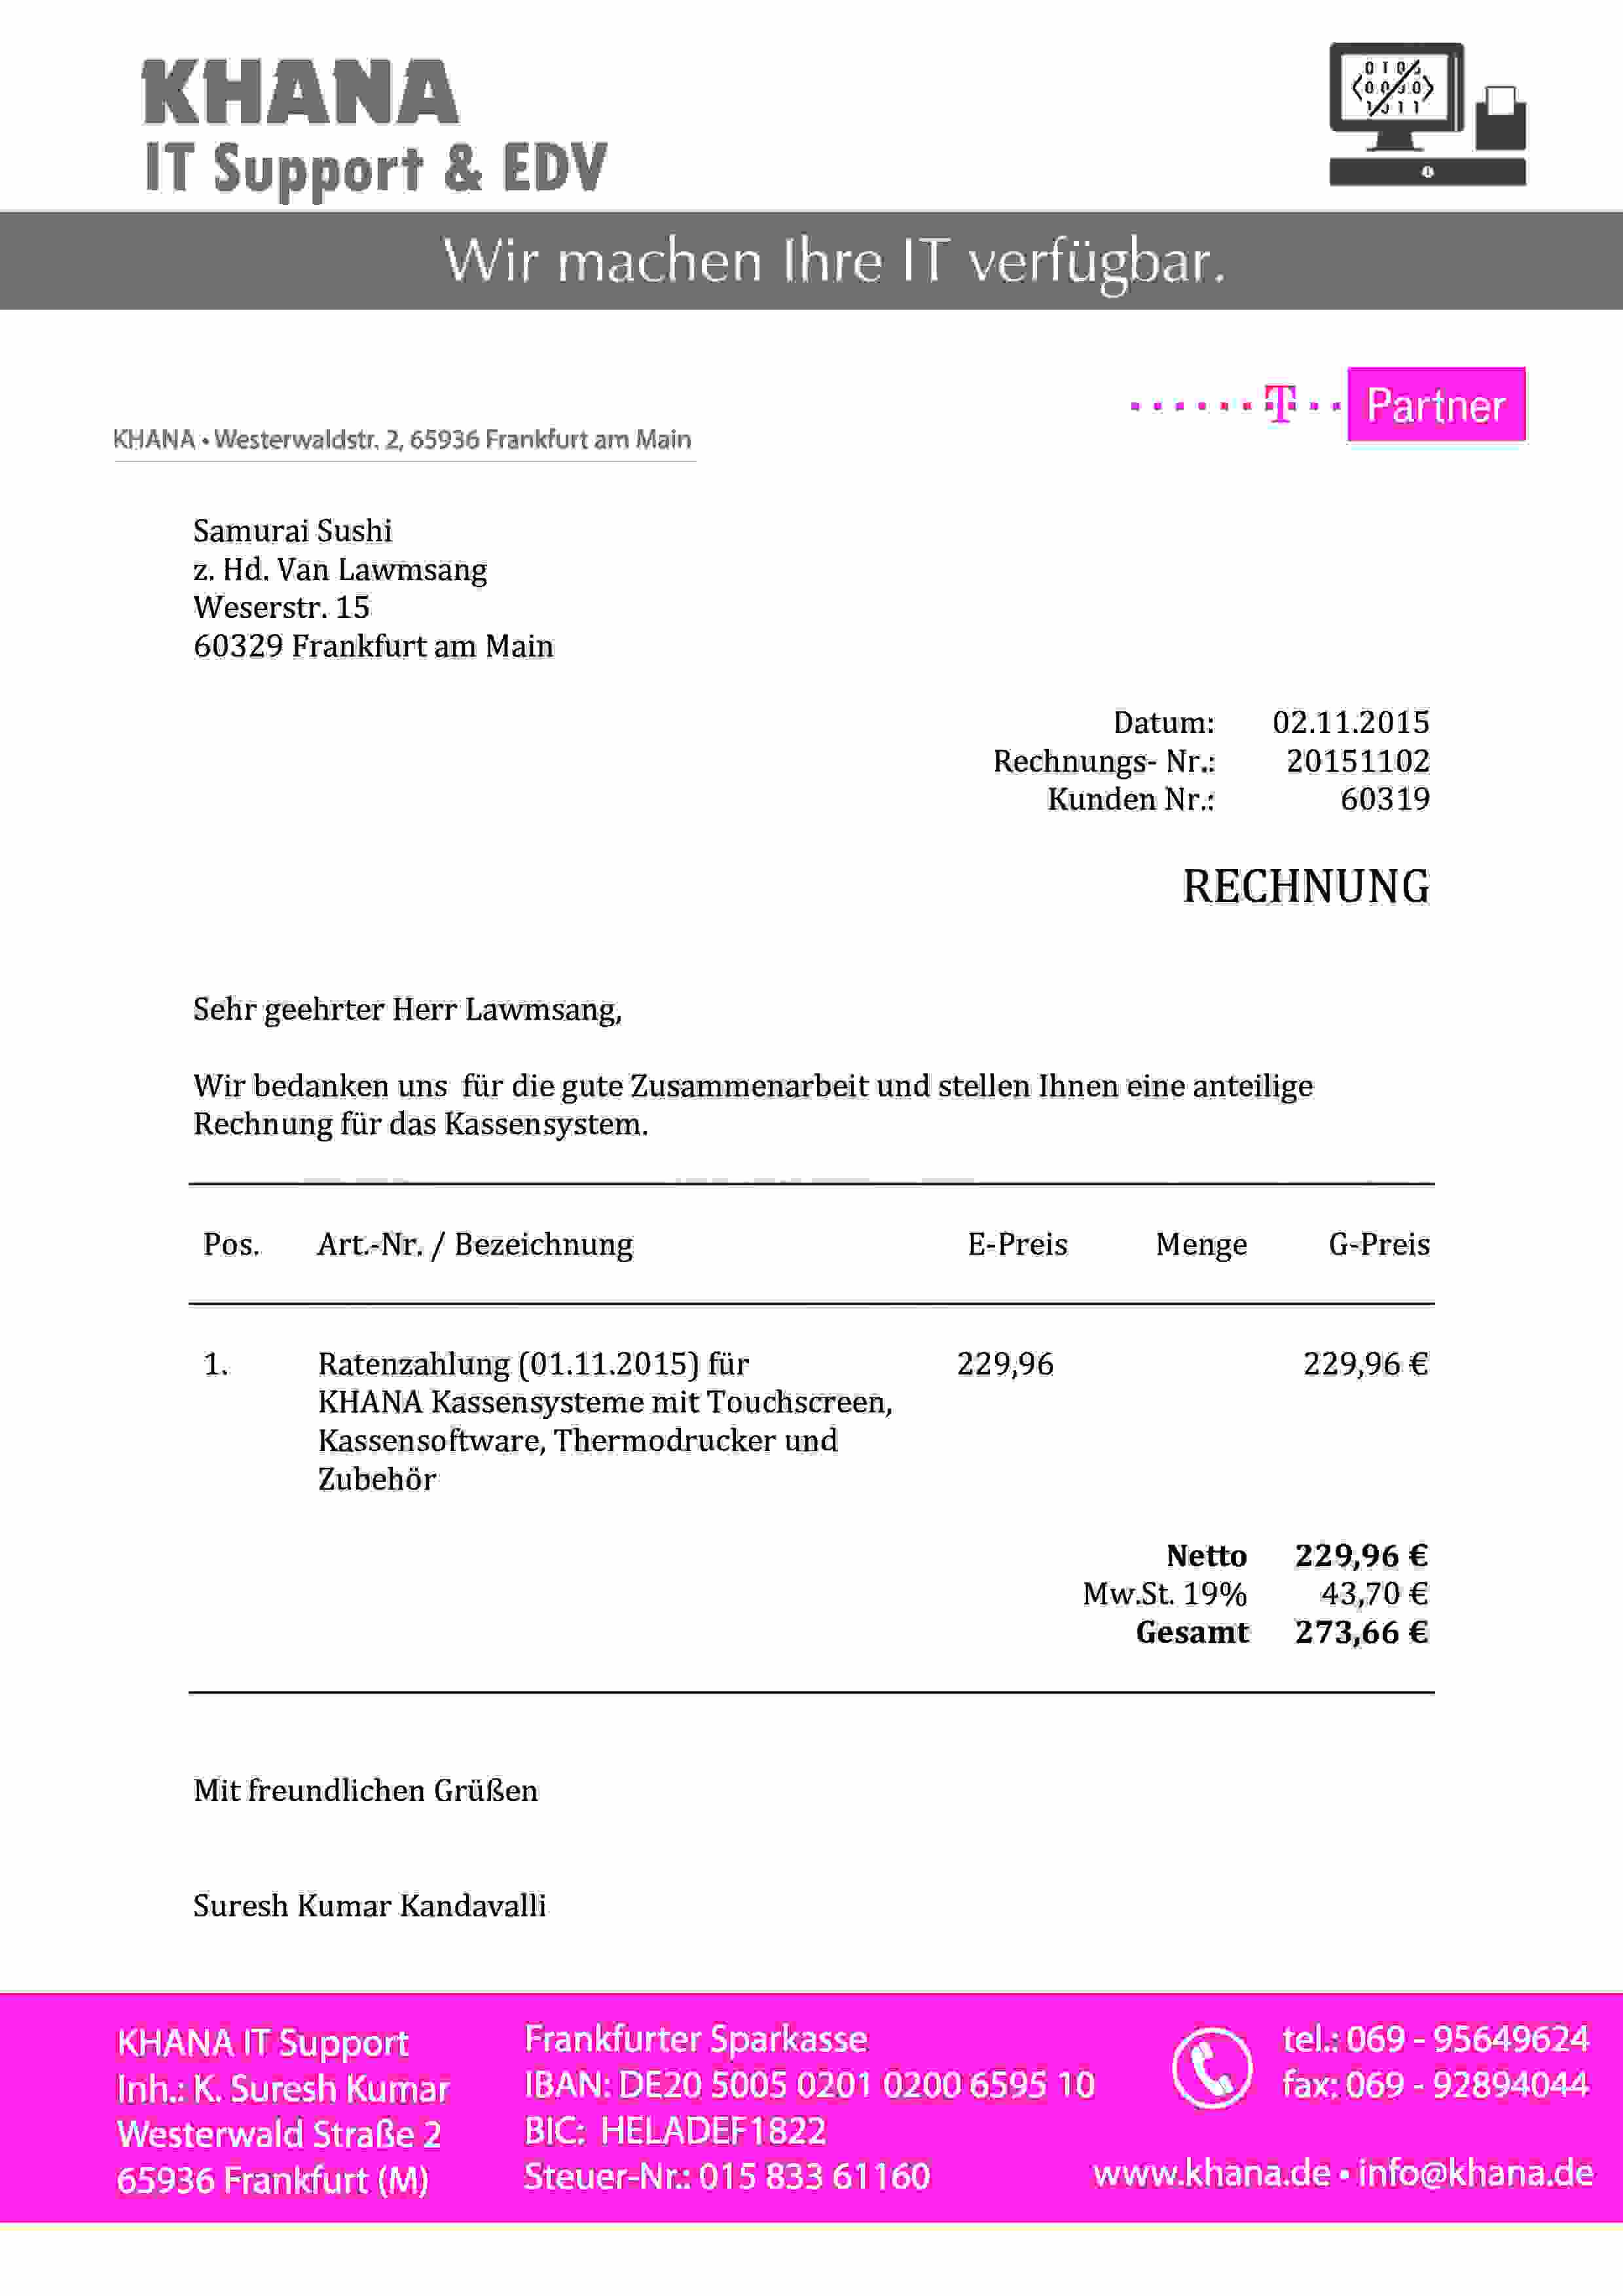 KHANA
IT Support & EDV
Wir machen Ihre IT verfügbar.
T Partner
KHANA • Westerwaldstr. 2, 65936 Frankfurt am Main
Samurai Sushi
z. Hd. Van Lawmsang
Weserstr. 15
60329 Frankfurt am Main
Datum: 02.11.2015
Rechnungs- Nr.: 20151102
Kunden Nr.: 60319
RECHNUNG
Sehr geehrter Herr Lawmsang,
Wir bedanken uns für die gute Zusammenarbeit und stellen Ihnen eine anteilige
Rechnung für das Kassensystem.
Pos. Art.-Nr. / Bezeichnung E-Preis Menge G-Preis
1. Ratenzahlung (01.11.2015) für 229,96 229,96 €
KHANA Kassensysteme mit Touchscreen,
Kassensoftware, Thermodrucker und
Zubehör
Netto 229,96 €
Mw.St. 19% 43,70 €
Gesamt 273,66 €
Mit freundlichen Grüßen
Suresh Kumar Kandavalli
KHANA IT Support
Inh.: K. Suresh Kumar
Westerwald Straße 2
65936 Frankfurt (M)
Frankfurter Sparkasse
IBAN: DE20 5005 0201 0200 6595 10
BIC: HELADEF1822
Steuer-Nr.: 015 833 61160
tel.: 069 - 95649624
fax: 069 - 92894044
www.khana.de • info@khana.de